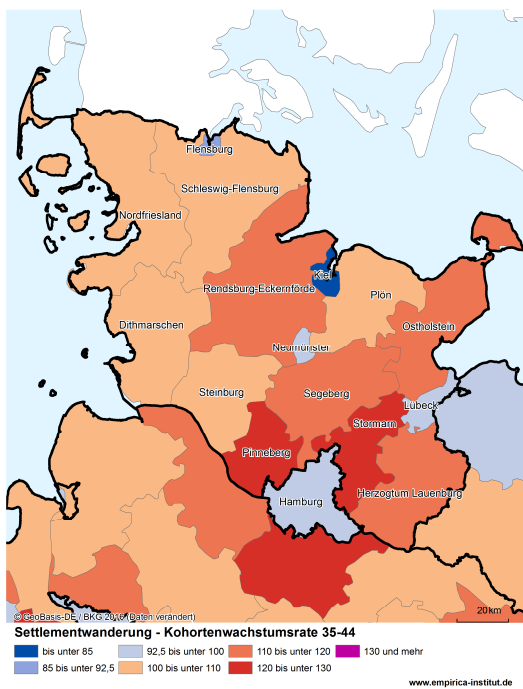 Flensburg
Schleswig-Flensburg
Nordfriesland
Kiel
Rendsburg-Eckernförde
Plön
Dithmarschen
Ostholstein
Neumünster
Steinburg
Segeberg
Lübeck
Stormarn
Pinneberg
Herzogtum Lauenburg
Hamburg
20 km
© GeoBasis-DE / BKG 2016 (Daten verändert)
Settlementwanderung - Kohortenwachstumsrate 35-44
bis unter 85
92,5 bis unter 100
110 bis unter 120
130 und mehr
85 bis unter 92,5
100 bis unter 110
120 bis unter 130
www.empirica-institut.de